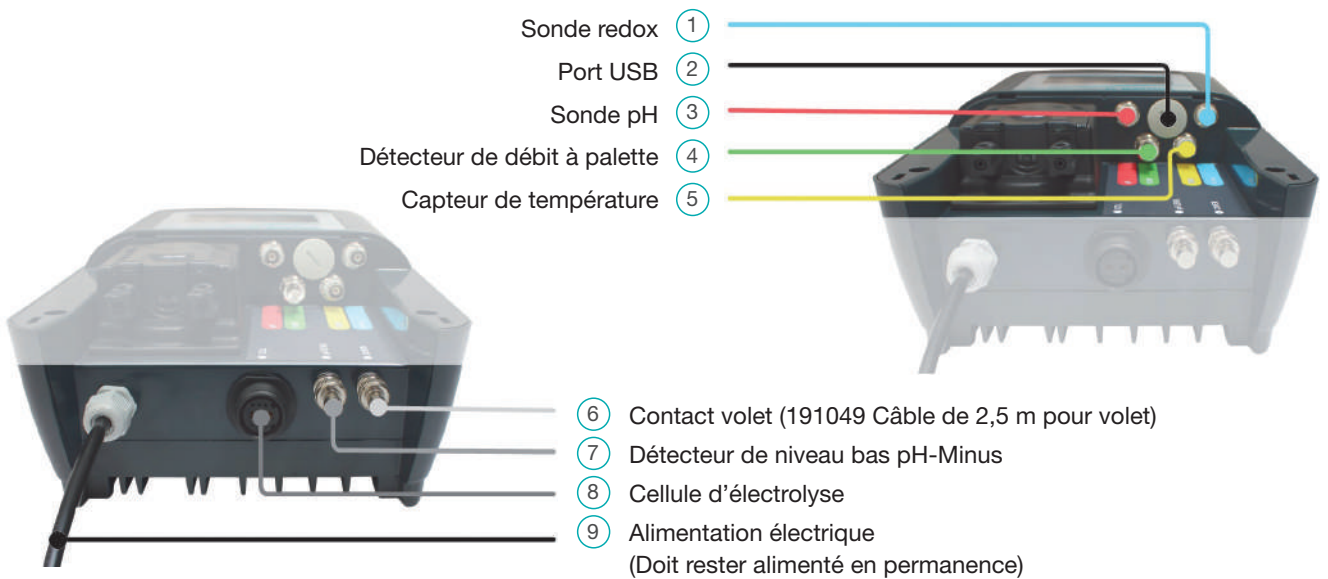 Sonde redox 1
Port USB 2
Sonde pH 3
Détecteur de débit à palette 4
Capteur de température 5
6 Contact volet (191049 Câble de 2,5 m pour volet)
7 Détecteur de niveau bas pH-Minus
8 Cellule d’électrolyse
9 Alimentation électrique
(Doit rester alimenté en permanence)